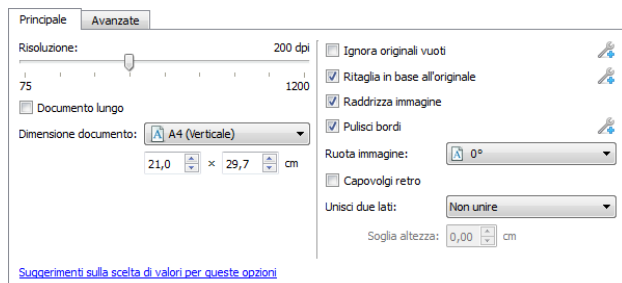 Principale
Avanzate
Risoluzione:
200 dpi
75
1200
Documento lungo
Dimensione documento:
A4 (Verticale)
21,0 × 29,7 cm
Suggerimenti sulla scelta di valori per queste opzioni
Ignora originali vuoti
Ritaglia in base all'originale
Raddrizza immagine
Pulisci bordi
Ruota immagine:
0°
Capovolgi retro
Unisci due lati:
Non unire
Soglia altezza:
0,00 cm